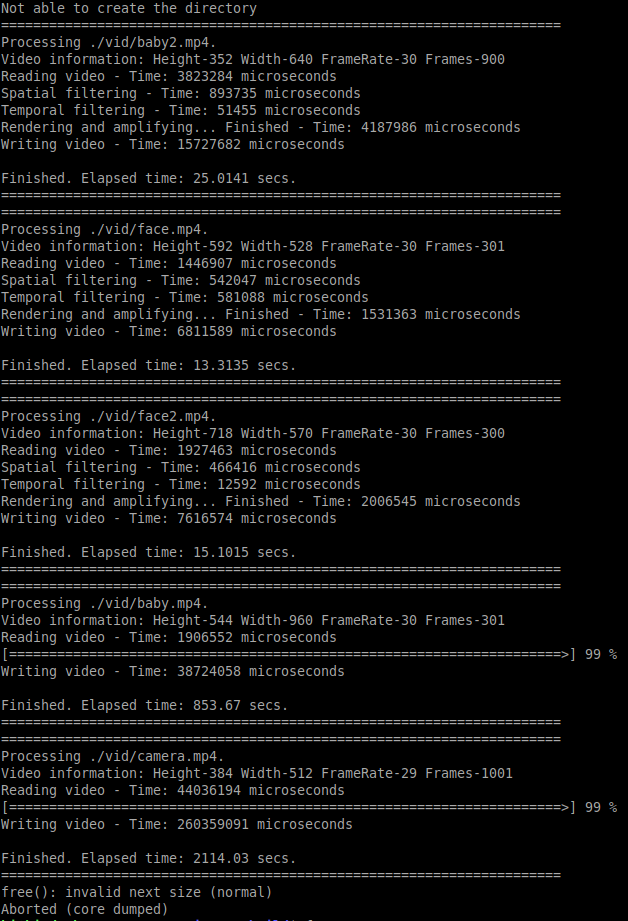 Not able to create the directory
======================================================================
Processing ./vid/baby2.mp4.
Video information: Height-352 Width-640 FrameRate-30 Frames-900
Reading video - Time: 3823284 microseconds
Spatial filtering - Time: 893735 microseconds
Temporal filtering - Time: 51455 microseconds
Rendering and amplifying... Finished - Time: 4187986 microseconds
Writing video - Time: 15727682 microseconds

Finished. Elapsed time: 25.0141 secs.
======================================================================
======================================================================
Processing ./vid/face.mp4.
Video information: Height-592 Width-528 FrameRate-30 Frames-301
Reading video - Time: 1446907 microseconds
Spatial filtering - Time: 542047 microseconds
Temporal filtering - Time: 581088 microseconds
Rendering and amplifying... Finished - Time: 1531363 microseconds
Writing video - Time: 6811589 microseconds

Finished. Elapsed time: 13.3135 secs.
======================================================================
======================================================================
Processing ./vid/face2.mp4.
Video information: Height-718 Width-570 FrameRate-30 Frames-300
Reading video - Time: 1927463 microseconds
Spatial filtering - Time: 466416 microseconds
Temporal filtering - Time: 12592 microseconds
Rendering and amplifying... Finished - Time: 2006545 microseconds
Writing video - Time: 7616574 microseconds

Finished. Elapsed time: 15.1015 secs.
======================================================================
======================================================================
Processing ./vid/baby.mp4.
Video information: Height-544 Width-960 FrameRate-30 Frames-301
Reading video - Time: 1906552 microseconds
[=====================================================================>] 99 %
Writing video - Time: 38724058 microseconds

Finished. Elapsed time: 853.67 secs.
======================================================================
======================================================================
Processing ./vid/camera.mp4.
Video information: Height-384 Width-512 FrameRate-29 Frames-1001
Reading video - Time: 44036194 microseconds
[=====================================================================>] 99 %
Writing video - Time: 260359091 microseconds

Finished. Elapsed time: 2114.03 secs.
======================================================================
free(): invalid next size (normal)
Aborted (core dumped)